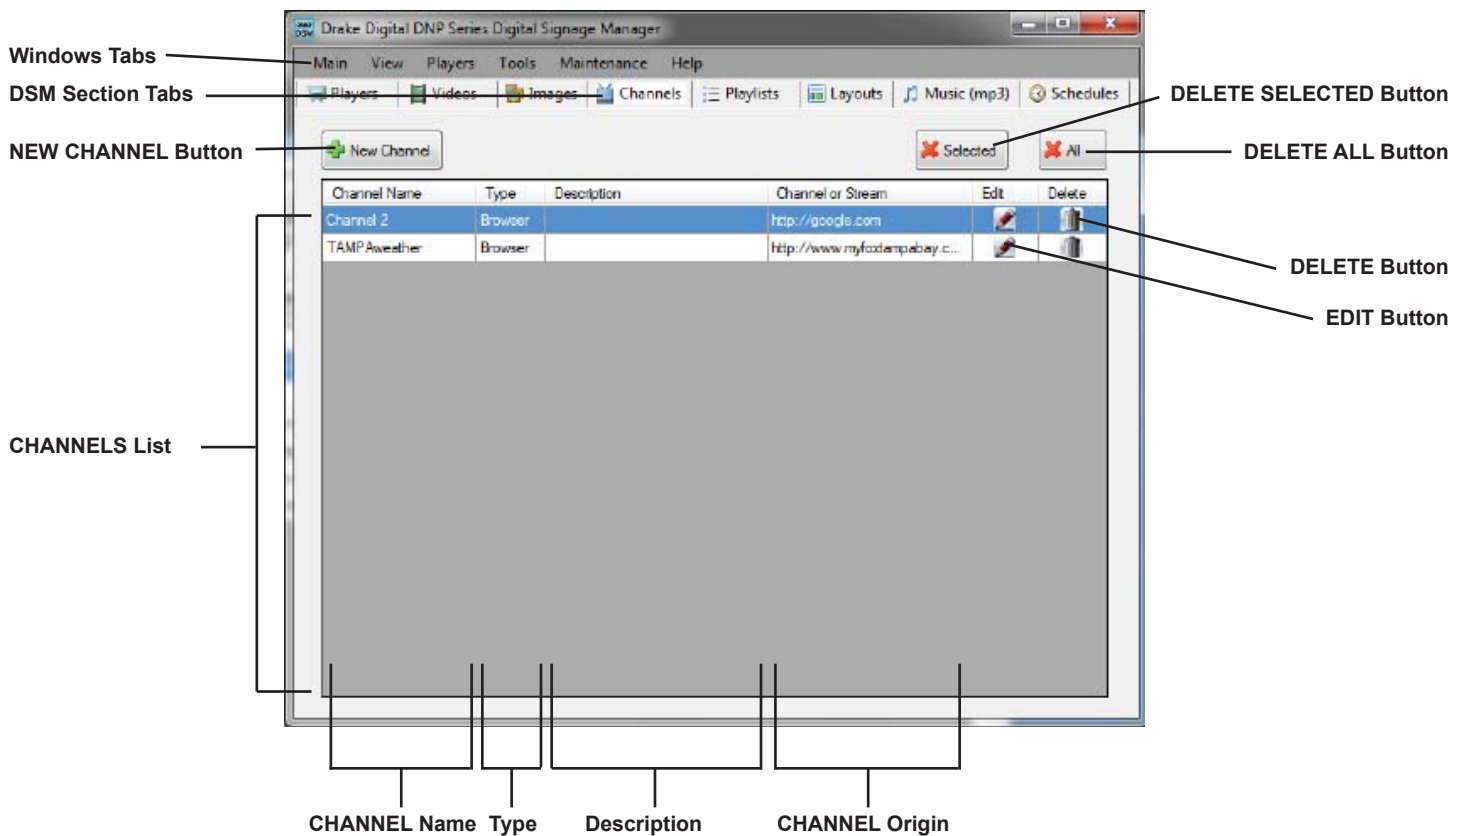 DRAKE DSM Drake Digital DNP Series Digital Signage Manager
Windows Tabs
Main View Players Tools Maintenance Help
DSM Section Tabs
Players Videos Images Channels Playlists Layouts Music (mp3) Schedules
DELETE SELECTED Button
NEW CHANNEL Button
New Channel
Selected
All
DELETE ALL Button
Channel Name Type Description Channel or Stream Edit Delete
Channel 2 Browser http://google.com
TAMPAweather Browser http://www.myfoxtampabay.c...
DELETE Button
EDIT Button
CHANNELS List
CHANNEL Name Type Description CHANNEL Origin